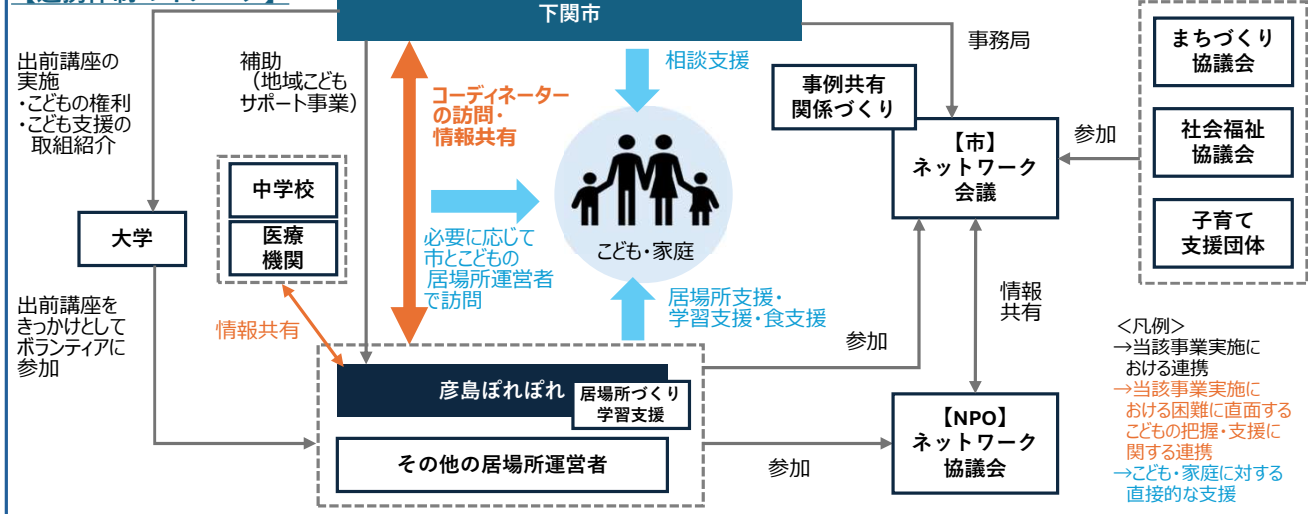 下関市
出前講座の
実施
・こどもの権利
・こども支援の
取組紹介
補助
（地域こども
サポート事業）
コーディネーター
の訪問・
情報共有
相談支援
事務局
事例共有
関係づくり
【市】
ネットワーク
会議
参加
まちづくり
協議会
社会福祉
協議会
子育て
支援団体
中学校
医療
機関
大学
必要に応じて
市とこどもの
居場所運営者
で訪問
こども・家庭
居場所支援・
学習支援・食支援
情報
共有
出前講座を
きっかけとして
ボランティアに
参加
情報共有
参加
彦島ぽれぽれ
居場所づくり
学習支援
その他の居場所運営者
参加
【NPO】
ネットワーク
協議会
＜凡例＞
→当該事業実施に
おける連携
→当該事業実施に
おける困難に直面する
こどもの把握・支援に
関する連携
→こども・家庭に対する
直接的な支援